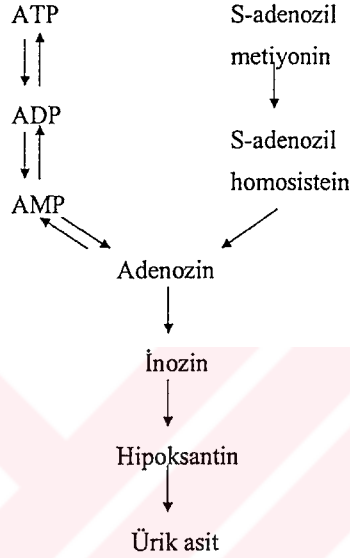 ATP
ADP
AMP
S-adenozil
metiyonin
S-adenozil
homosistein
Adenozin
İnozin
Hipoksantin
Ürik asit